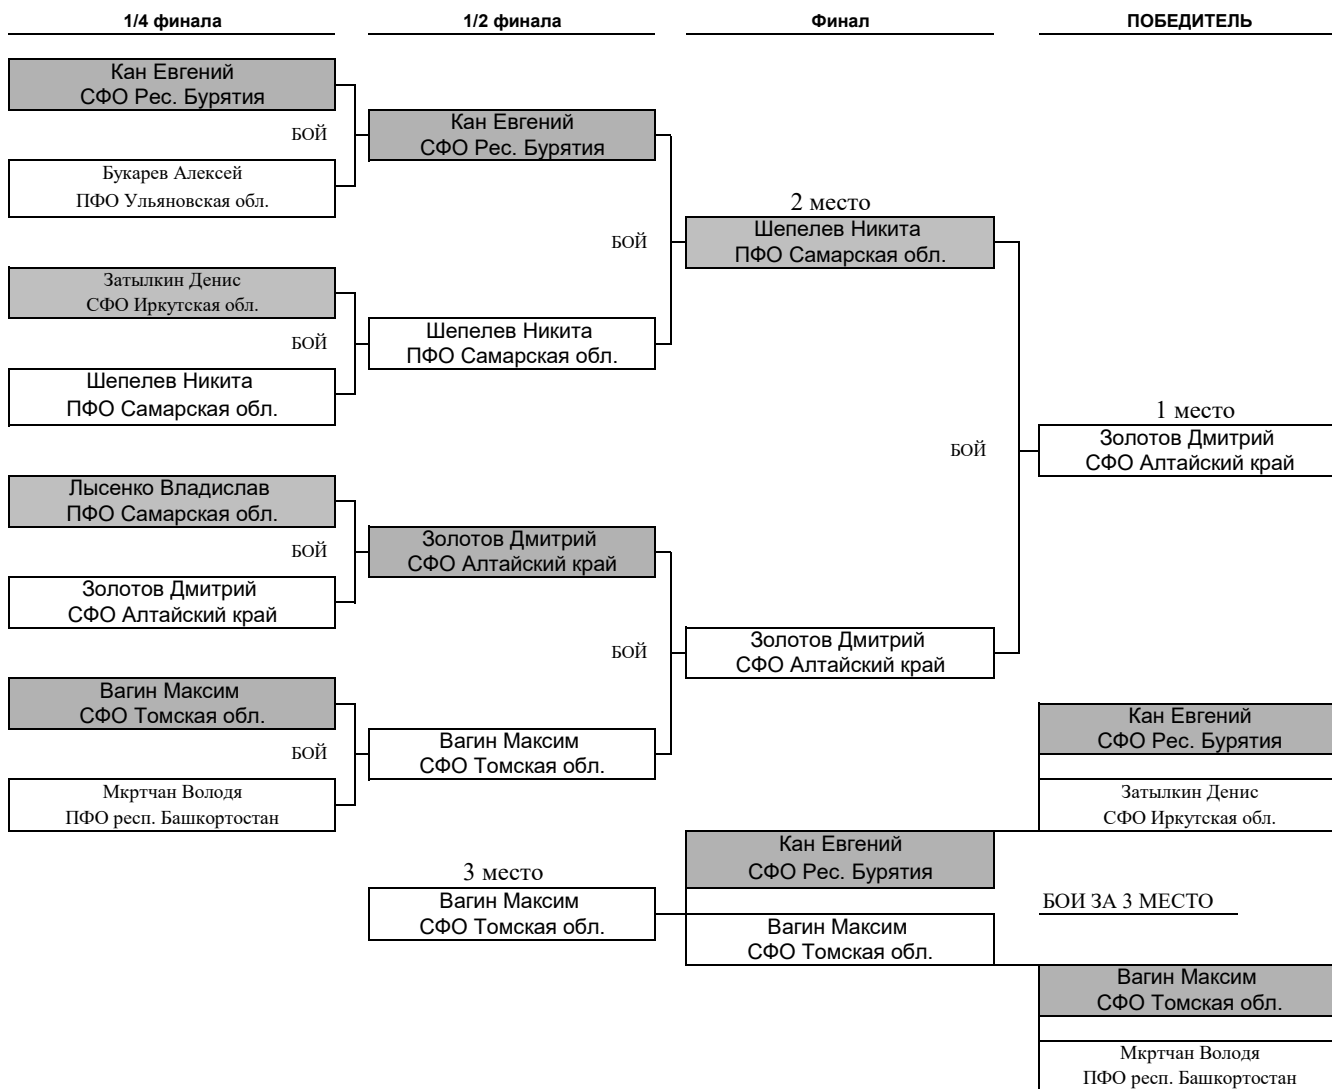 1/4 финала
1/2 финала
Финал
ПОБЕДИТЕЛЬ
Кан Евгений
СФО Рес. Бурятия
БОЙ
Букарев Алексей
ПФО Ульяновская обл.
Кан Евгений
СФО Рес. Бурятия
БОЙ
2 место
Шепелев Никита
ПФО Самарская обл.
Затылкин Денис
СФО Иркутская обл.
БОЙ
Шепелев Никита
ПФО Самарская обл.
Шепелев Никита
ПФО Самарская обл.
БОЙ
1 место
Золотов Дмитрий
СФО Алтайский край
Лысенко Владислав
ПФО Самарская обл.
БОЙ
Золотов Дмитрий
СФО Алтайский край
Золотов Дмитрий
СФО Алтайский край
БОЙ
Золотов Дмитрий
СФО Алтайский край
Вагин Максим
СФО Томская обл.
БОЙ
Мкртчан Володя
ПФО респ. Башкортостан
Вагин Максим
СФО Томская обл.
Кан Евгений
СФО Рес. Бурятия
Затылкин Денис
СФО Иркутская обл.
3 место
Вагин Максим
СФО Томская обл.
Кан Евгений
СФО Рес. Бурятия
Вагин Максим
СФО Томская обл.
БОИ ЗА 3 МЕСТО
Вагин Максим
СФО Томская обл.
Мкртчан Володя
ПФО респ. Башкортостан